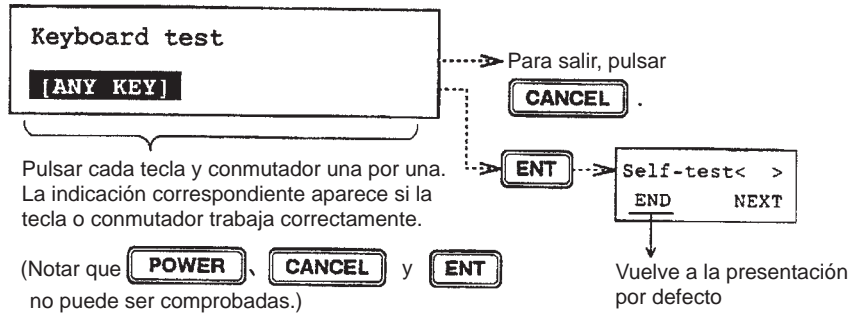 Keyboard test
[ANY KEY]
Para salir, pulsar
CANCEL .
Pulsar cada tecla y conmutador una por una.
La indicación correspondiente aparece si la
tecla o conmutador trabaja correctamente.
ENT
Self-test<  >
END NEXT
(Notar que POWER、 CANCEL y ENT
no puede ser comprobadas.)
Vuelve a la presentación
por defecto